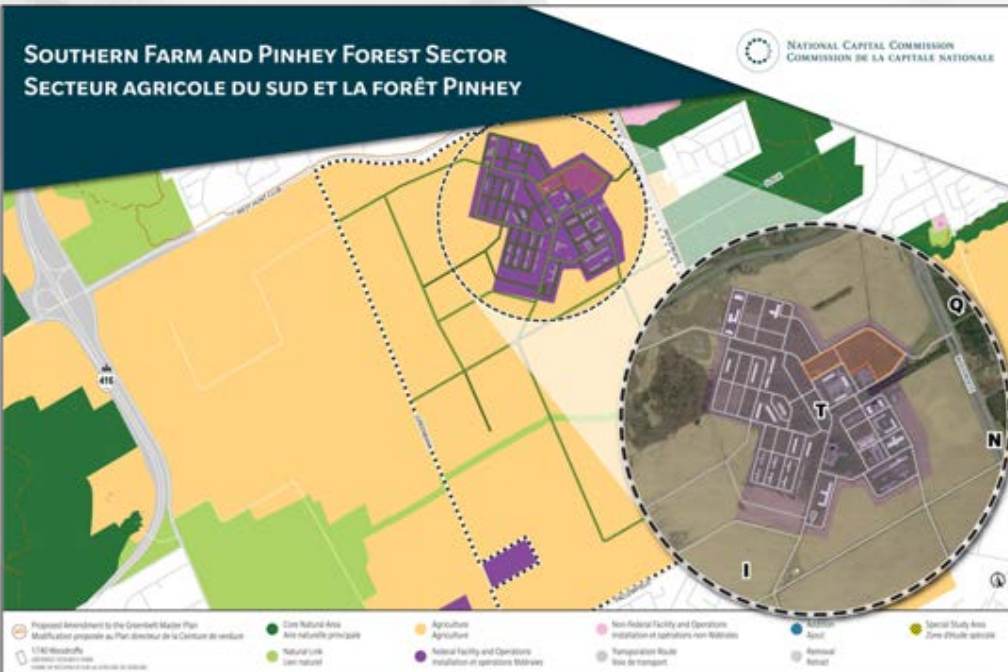 SOUTHERN FARM AND PINHEY FOREST SECTOR
SECTEUR AGRICOLE DU SUD ET LA FORÊT PINHEY
NATIONAL CAPITAL COMMISSION
COMMISSION DE LA CAPITALE NATIONALE
WEST HUNT CLUB
416
Q
T
N
I
Proposed Amendment to the Greenbelt Master Plan
Modification proposée au Plan directeur de la Ceinture de verdure
1740 Woodroffe
Core Natural Area
Aire naturelle principale
Natural Link
Lien naturel
Agriculture
Agriculture
Federal Facility and Operations
Installation et opérations fédérales
Non-Federal Facility and Operations
Installation et opérations non-fédérales
Transporation Route
Voie de transport
Addition
Ajout
Removal
Retrait
Special Study Area
Zone d'étude spéciale